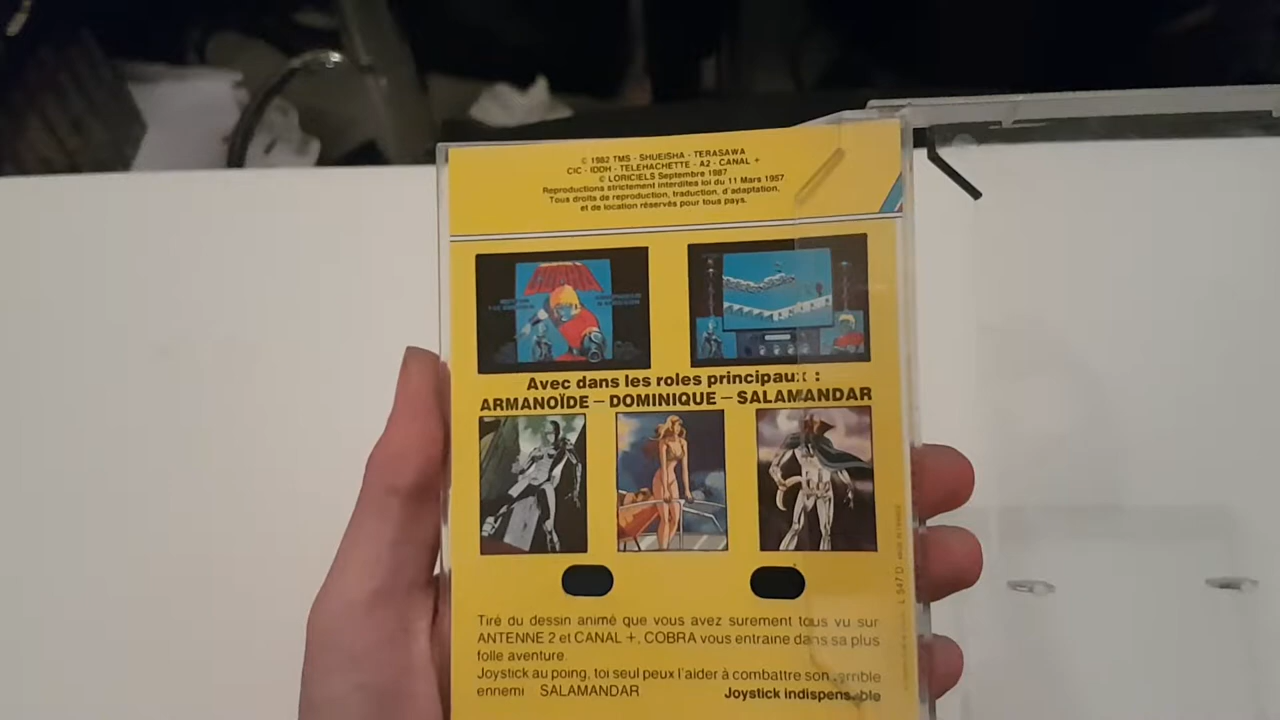 © 1982 TMS - SHUEISHA - TERASAWA
CIC - IDDH - TELEHACHETTE - A2 - CANAL +
© LORICIELS Septembre 1987
Reproductions strictement interdites loi du 11 Mars 1957
Tous droits de reproduction, traduction, d'adaptation,
et de location réservés pour tous pays.
COBRA
Avec dans les roles principaux :
ARMANOÏDE – DOMINIQUE – SALAMANDAR
Tiré du dessin animé que vous avez surement tous vu sur
ANTENNE 2 et CANAL +, COBRA vous entraine dans sa plus
folle aventure.
Joystick au poing, toi seul peux l'aider à combattre son terrible
ennemi SALAMANDAR
Joystick indispensable
L 547 D